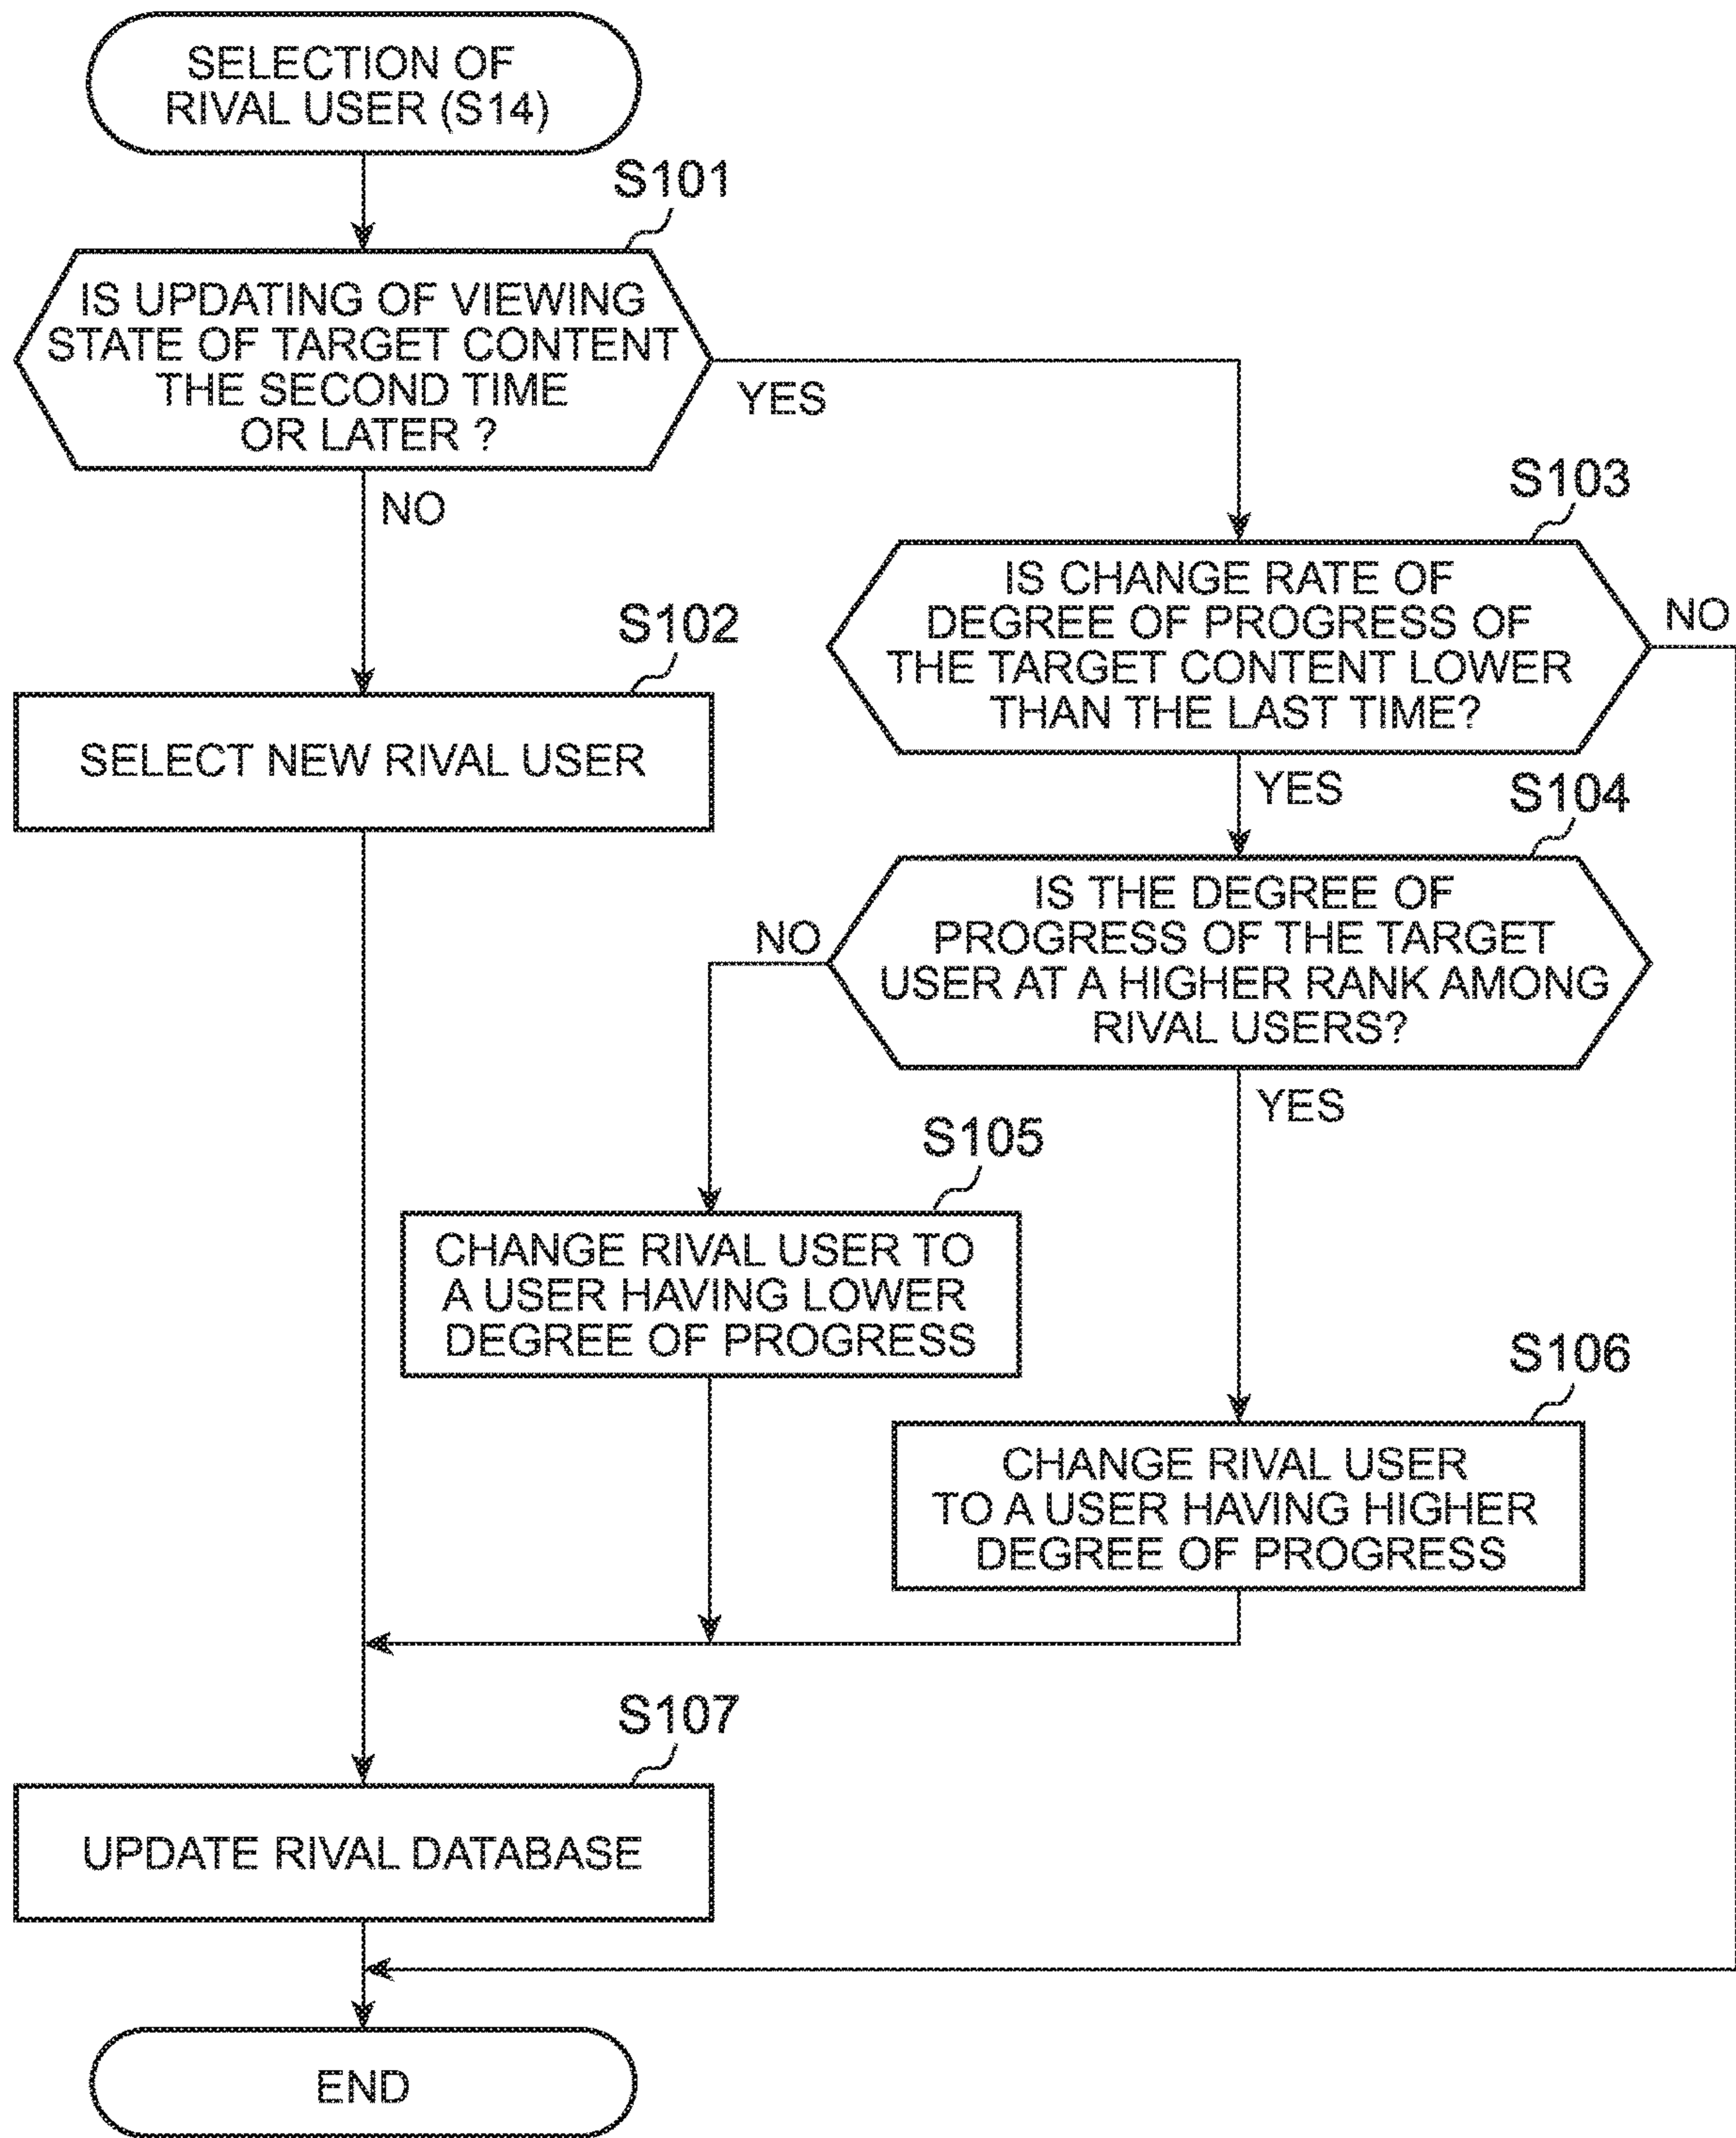 SELECTION OF
RIVAL USER (S14)
S101
IS UPDATING OF VIEWING
STATE OF TARGET CONTENT
THE SECOND TIME
OR LATER ?
YES
NO
S103
IS CHANGE RATE OF
DEGREE OF PROGRESS OF
THE TARGET CONTENT LOWER
THAN THE LAST TIME?
NO
S102
SELECT NEW RIVAL USER
YES
S104
IS THE DEGREE OF
PROGRESS OF THE TARGET
USER AT A HIGHER RANK AMONG
RIVAL USERS?
NO
YES
S105
CHANGE RIVAL USER TO
A USER HAVING LOWER
DEGREE OF PROGRESS
S106
CHANGE RIVAL USER
TO A USER HAVING HIGHER
DEGREE OF PROGRESS
S107
UPDATE RIVAL DATABASE
END